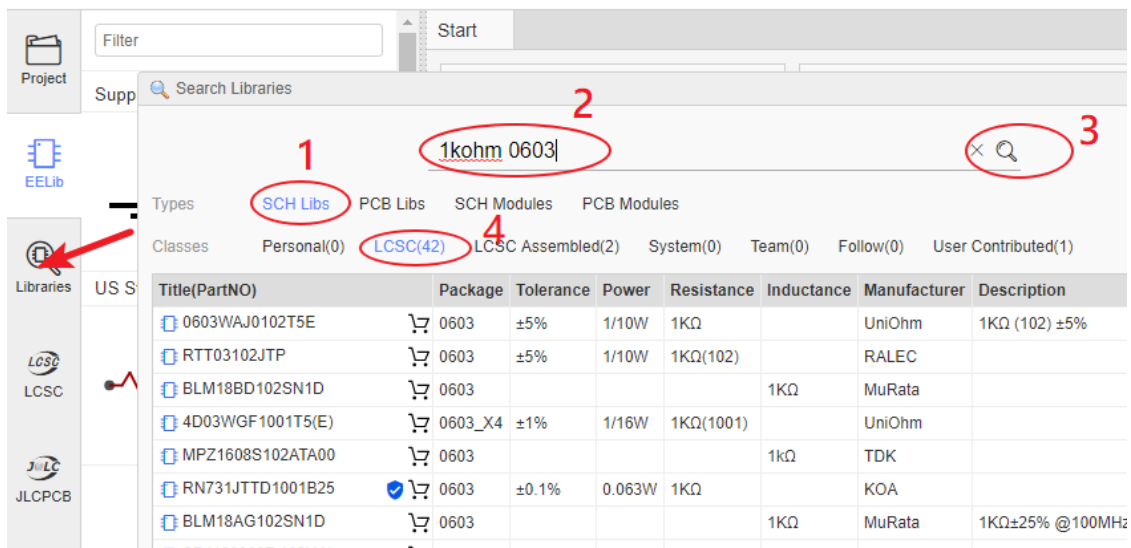 Filter
Start
Project
Supp
Search Libraries
2
1kohm 0603
3
1
EELib
Types SCH Libs PCB Libs SCH Modules PCB Modules
4
Classes Personal(0) LCSC(42) LCSC Assembled(2) System(0) Team(0) Follow(0) User Contributed(1)
Libraries
US S
Title(PartNO) Package Tolerance Power Resistance Inductance Manufacturer Description
0603WAJ0102T5E 0603 ±5% 1/10W 1KΩ UniOhm 1KΩ (102) ±5%
RTT03102JTP 0603 ±5% 1/10W 1KΩ(102) RALEC
LCSC
LCSC
BLM18BD102SN1D 0603 1KΩ MuRata
4D03WGF1001T5(E) 0603_X4 ±1% 1/16W 1KΩ(1001) UniOhm
MPZ1608S102ATA00 0603 1kΩ TDK
JLC
JLCPCB
RN731JTTD1001B25 0603 ±0.1% 0.063W 1KΩ KOA
BLM18AG102SN1D 0603 1KΩ MuRata 1KΩ±25% @100MHz